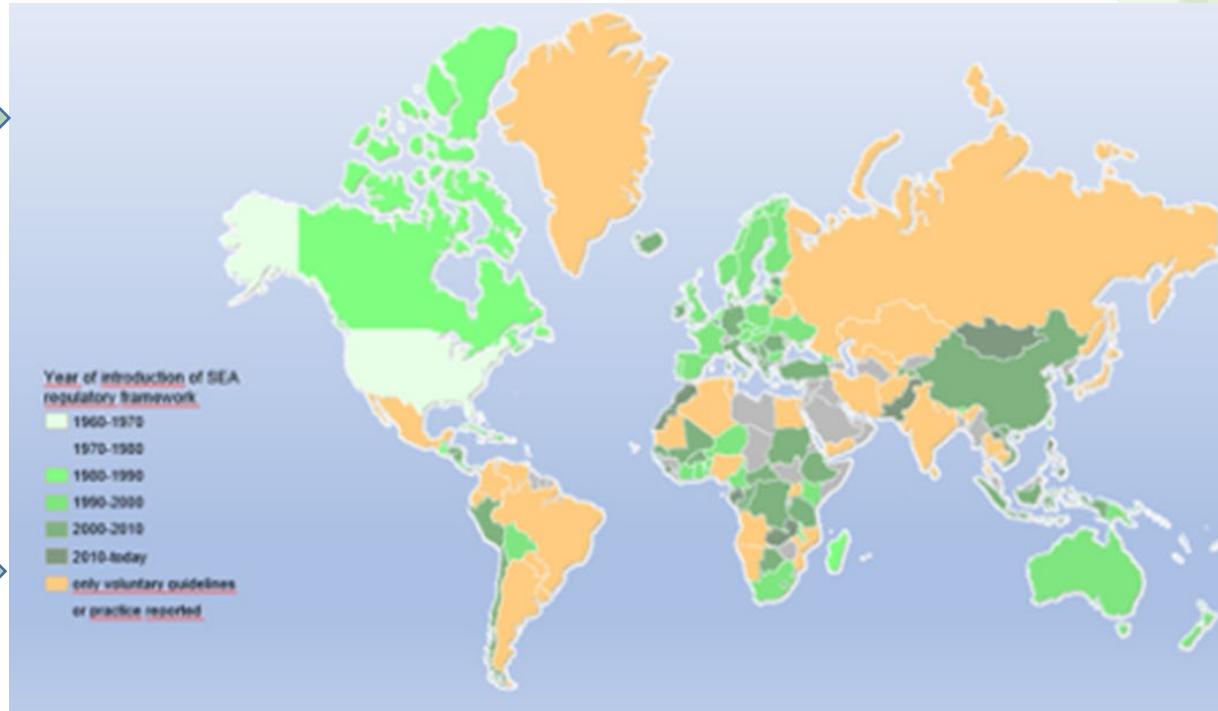 Year of introduction of SEA
regulatory framework
1960-1970
1970-1980
1980-1990
1990-2000
2000-2010
2010-today
only voluntary guidelines
or practice reported